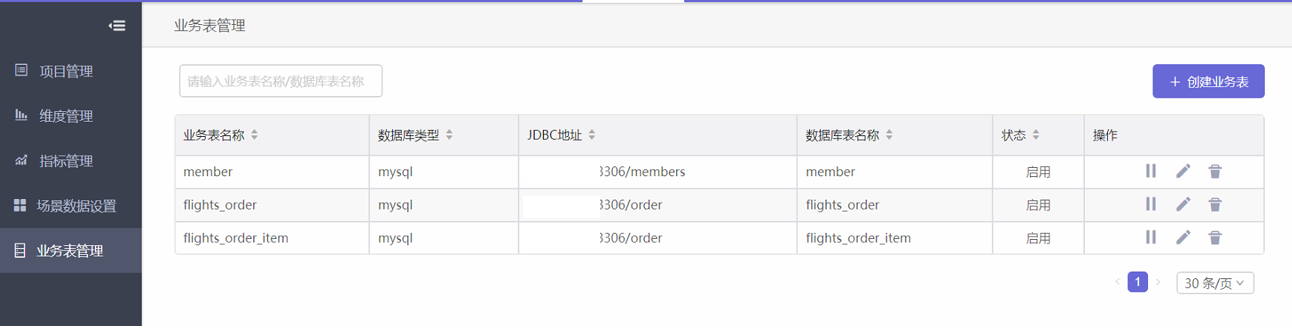 业务表管理
项目管理
维度管理
指标管理
场景数据设置
业务表管理
请输入业务表名称/数据库表名称
+ 创建业务表
业务表名称 数据库类型 JDBC地址 数据库表名称 状态 操作
member mysql 3306/members member 启用
flights_order mysql 3306/order flights_order 启用
flights_order_item mysql 3306/order flights_order_item 启用
< 1 > 30 条/页